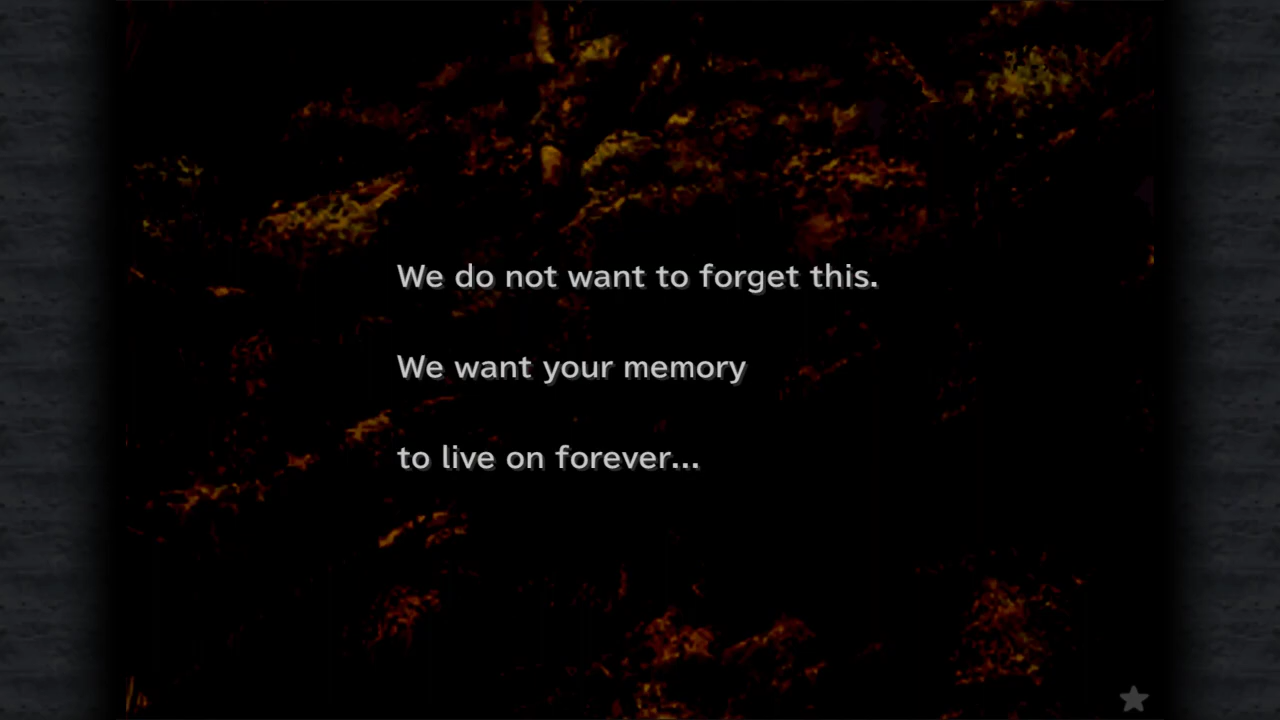 We do not want to forget this.
We want your memory
to live on forever...